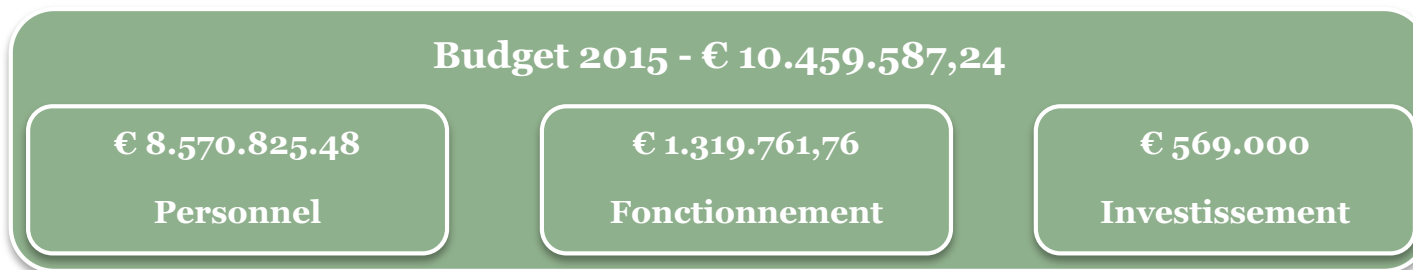 Budget 2015 - € 10.459.587,24
€ 8.570.825.48
Personnel
€ 1.319.761,76
Fonctionnement
€ 569.000
Investissement